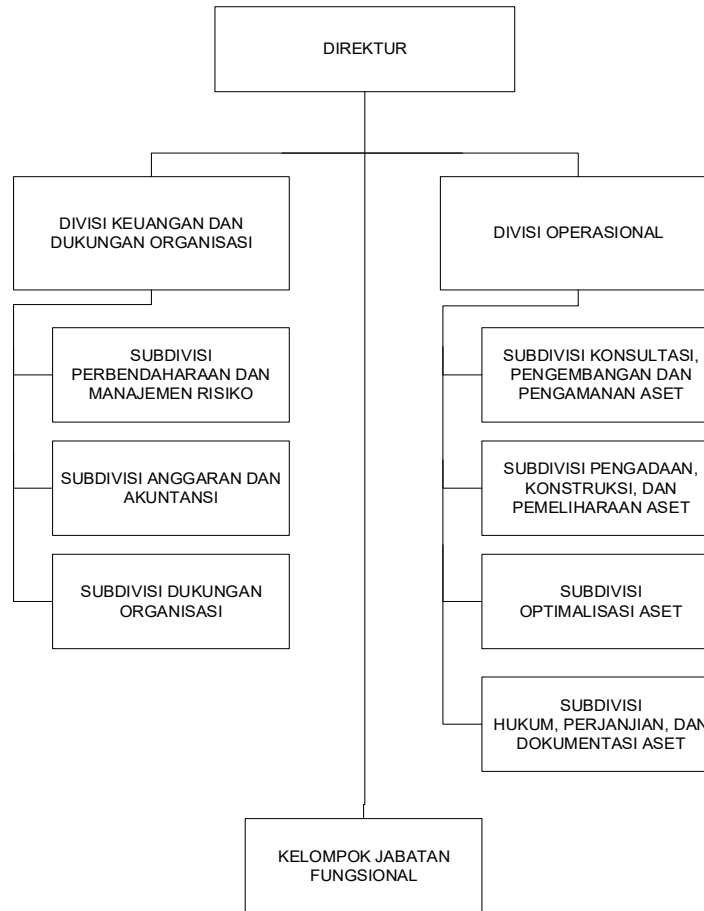 DIREKTUR
DIVISI KEUANGAN DAN
DUKUNGAN ORGANISASI
DIVISI OPERASIONAL
SUBDIVISI
PERBENDAHARAAN DAN
MANAJEMEN RISIKO
SUBDIVISI ANGGARAN DAN
AKUNTANSI
SUBDIVISI DUKUNGAN
ORGANISASI
SUBDIVISI KONSULTASI,
PENGEMBANGAN DAN
PENGAMANAN ASET
SUBDIVISI PENGADAAN,
KONSTRUKSI, DAN
PEMELIHARAAN ASET
SUBDIVISI
OPTIMALISASI ASET
SUBDIVISI
HUKUM, PERJANJIAN, DAN
DOKUMENTASI ASET
KELOMPOK JABATAN
FUNGSIONAL